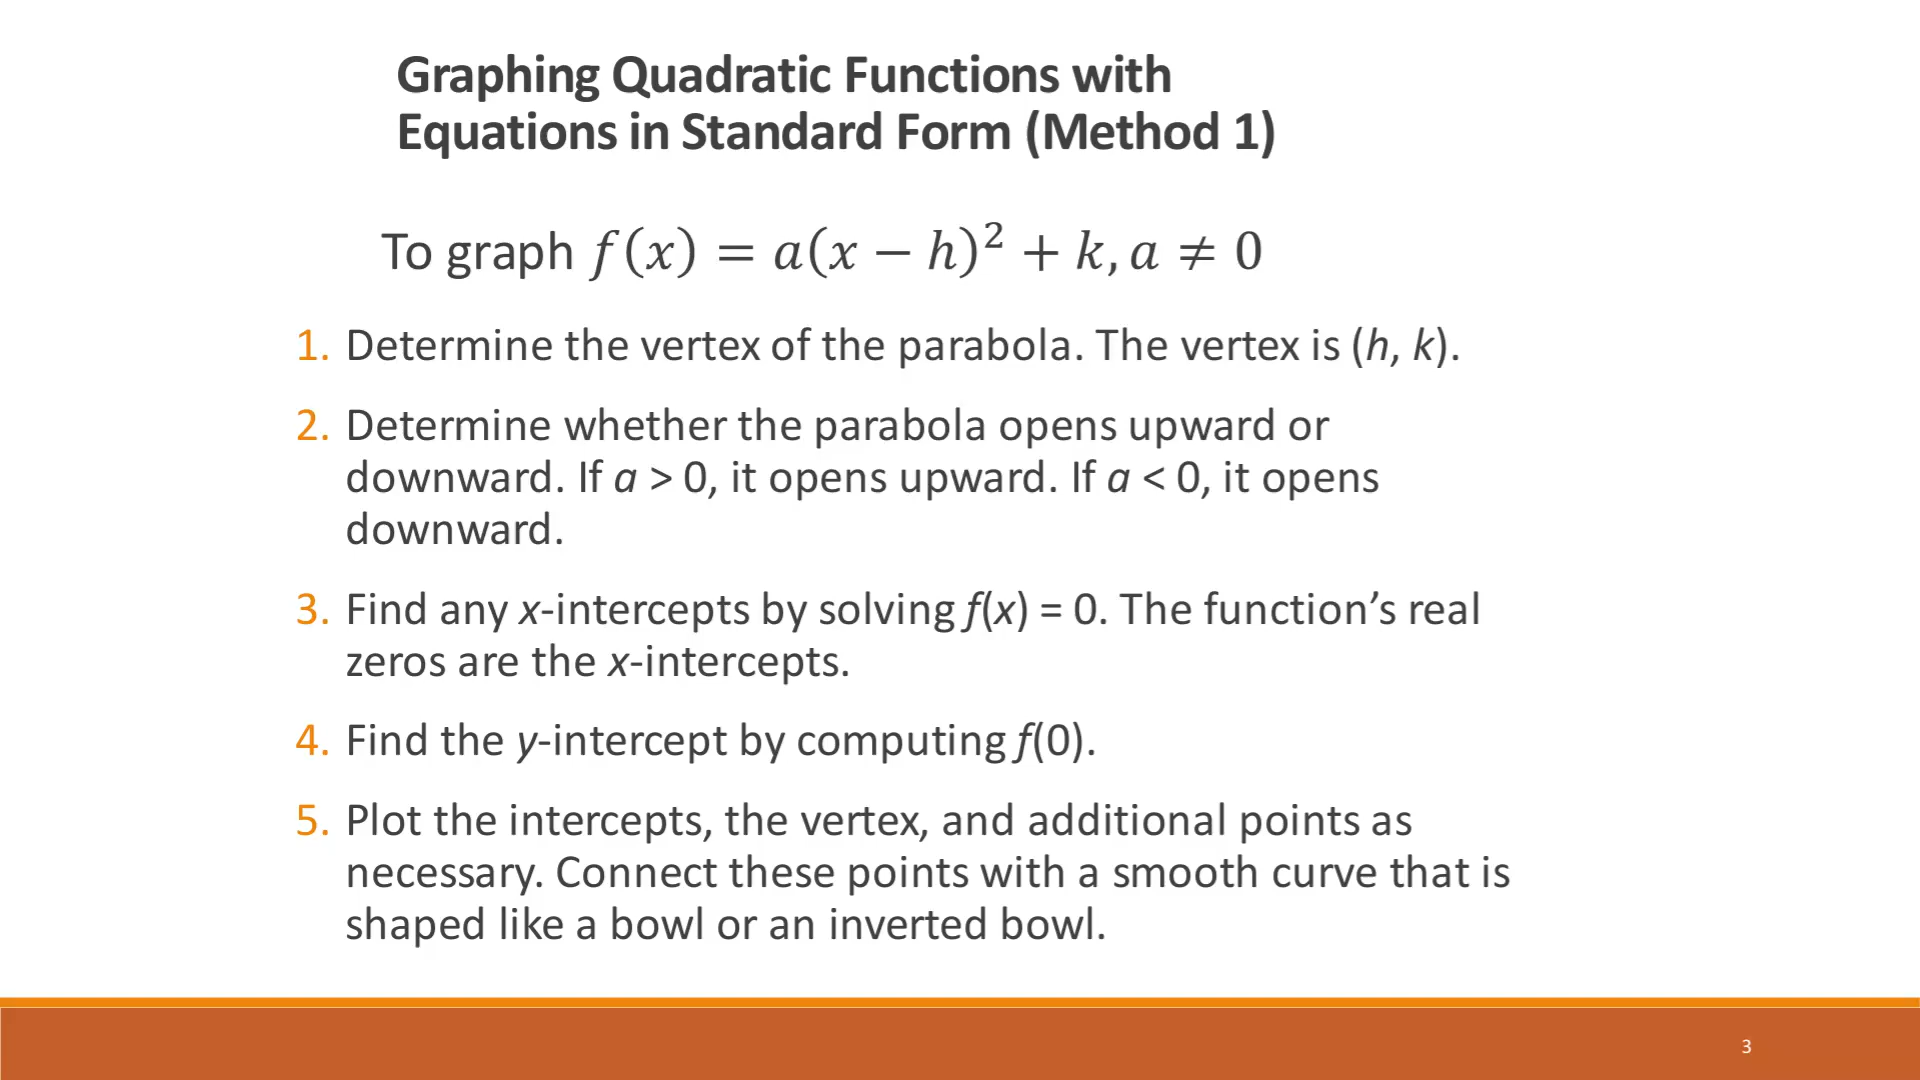 Graphing Quadratic Functions with
Equations in Standard Form (Method 1)
To graph f(x) = a(x − h)² + k, a ≠ 0
1. Determine the vertex of the parabola. The vertex is (h, k).
2. Determine whether the parabola opens upward or
downward. If a > 0, it opens upward. If a < 0, it opens
downward.
3. Find any x-intercepts by solving f(x) = 0. The function’s real
zeros are the x-intercepts.
4. Find the y-intercept by computing f(0).
5. Plot the intercepts, the vertex, and additional points as
necessary. Connect these points with a smooth curve that is
shaped like a bowl or an inverted bowl.
3